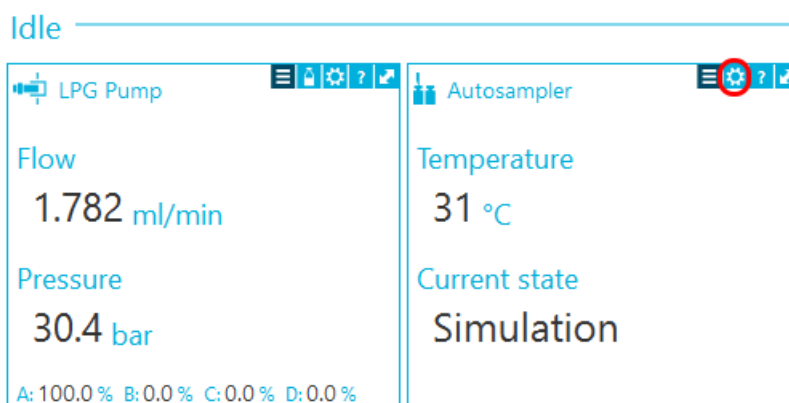 Idle
LPG Pump
?
Flow
1.782 ml/min
Pressure
30.4 bar
A: 100.0 % B: 0.0 % C: 0.0 % D: 0.0 %
Autosampler
?
Temperature
31 °C
Current state
Simulation